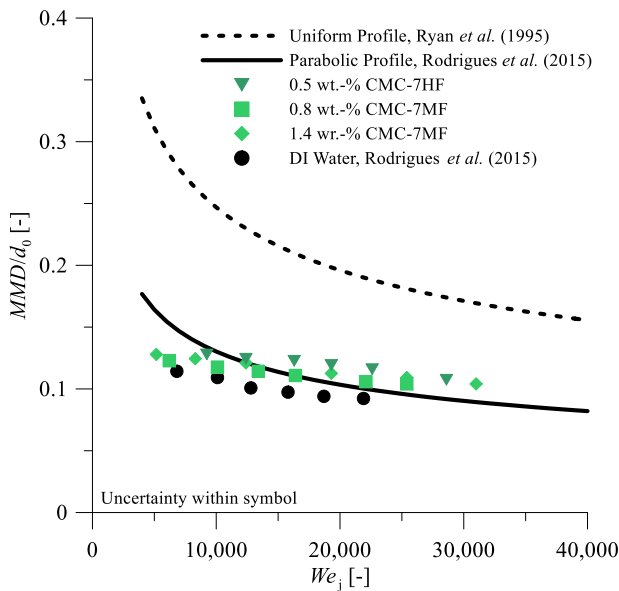 0.4
Uniform Profile, Ryan et al. (1995)
Parabolic Profile, Rodrigues et al. (2015)
0.5 wt.-% CMC-7HF
0.8 wt.-% CMC-7MF
1.4 wr.-% CMC-7MF
DI Water, Rodrigues et al. (2015)
0.3
MMD/d0 [-]
0.2
0.1
Uncertainty within symbol
0
0 10,000 20,000 30,000 40,000
Wej [-]